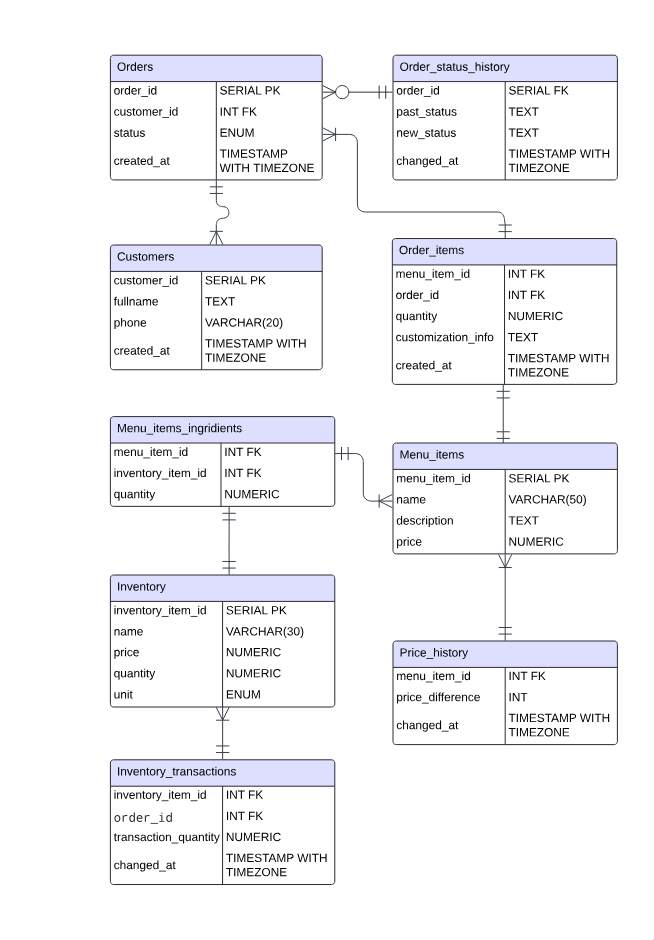 Orders
order_id SERIAL PK
customer_id INT FK
status ENUM
created_at TIMESTAMP
WITH TIMEZONE
Order_status_history
order_id SERIAL FK
past_status TEXT
new_status TEXT
changed_at TIMESTAMP WITH
TIMEZONE
Customers
customer_id SERIAL PK
fullname TEXT
phone VARCHAR(20)
created_at TIMESTAMP WITH
TIMEZONE
Order_items
menu_item_id INT FK
order_id INT FK
quantity NUMERIC
customization_info TEXT
created_at TIMESTAMP WITH
TIMEZONE
Menu_items_ingridients
menu_item_id INT FK
inventory_item_id INT FK
quantity NUMERIC
Menu_items
menu_item_id SERIAL PK
name VARCHAR(50)
description TEXT
price NUMERIC
Inventory
inventory_item_id SERIAL PK
name VARCHAR(30)
price NUMERIC
quantity NUMERIC
unit ENUM
Price_history
menu_item_id INT FK
price_difference INT
changed_at TIMESTAMP WITH
TIMEZONE
Inventory_transactions
inventory_item_id INT FK
order_id INT FK
transaction_quantity NUMERIC
changed_at TIMESTAMP WITH
TIMEZONE